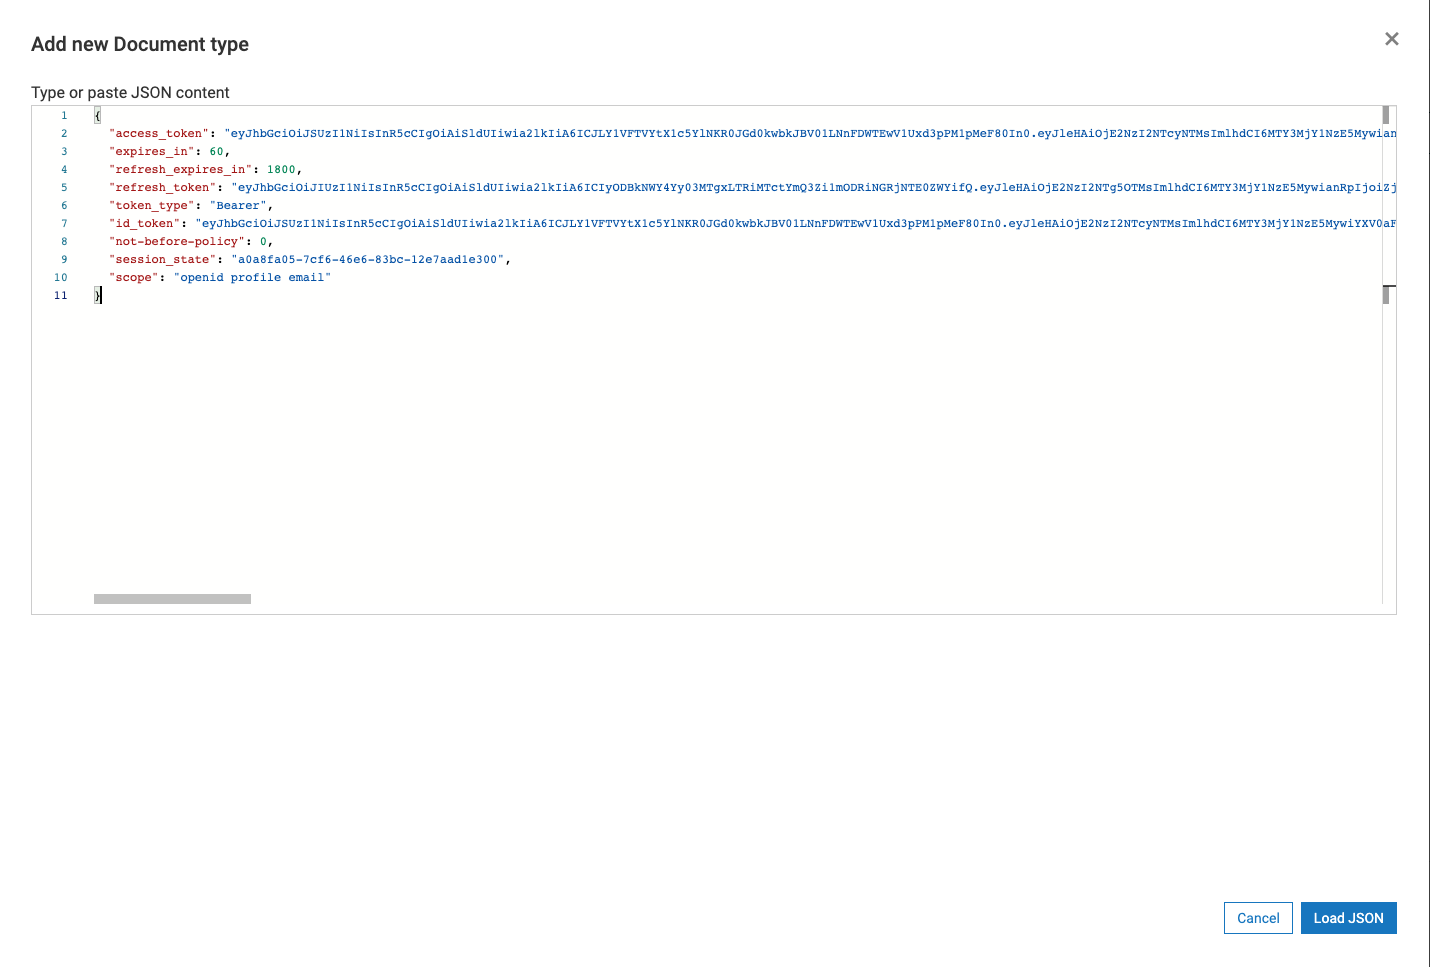 Add new Document type
Type or paste JSON content
1 {
2 "access_token": "eyJhbGciOiJSUzI1NiIsInR5cCIgOiAiSldUIiwia2lkIiA6ICJLY1VFTVYtX1c5YlNKR0JGd0kwbkJBV01LNnFDWTEwV1Uxd3pPM1pMeF80In0.eyJleHAiOjE2NzI2NTcyNTMsImlhdCI6MTY3MjY1NzE5Mywian
3 "expires_in": 60,
4 "refresh_expires_in": 1800,
5 "refresh_token": "eyJhbGciOiJIUzI1NiIsInR5cCIgOiAiSldUIiwia2lkIiA6ICIyODBkNWY4Yy03MTgxLTRiMTctYmQ3Zi1mODRiNGRjNTE0ZWYifQ.eyJleHAiOjE2NzI2NTg5OTMsImlhdCI6MTY3MjY1NzE5MywianRpIjoiZj
6 "token_type": "Bearer",
7 "id_token": "eyJhbGciOiJSUzI1NiIsInR5cCIgOiAiSldUIiwia2lkIiA6ICJLY1VFTVYtX1c5YlNKR0JGd0kwbkJBV01LNnFDWTEwV1Uxd3pPM1pMeF80In0.eyJleHAiOjE2NzI2NTcyNTMsImlhdCI6MTY3MjY1NzE5MywiYXV0aF
8 "not-before-policy": 0,
9 "session_state": "a0a8fa05-7cf6-46e6-83bc-12e7aad1e300",
10 "scope": "openid profile email"
11 }
Cancel
Load JSON